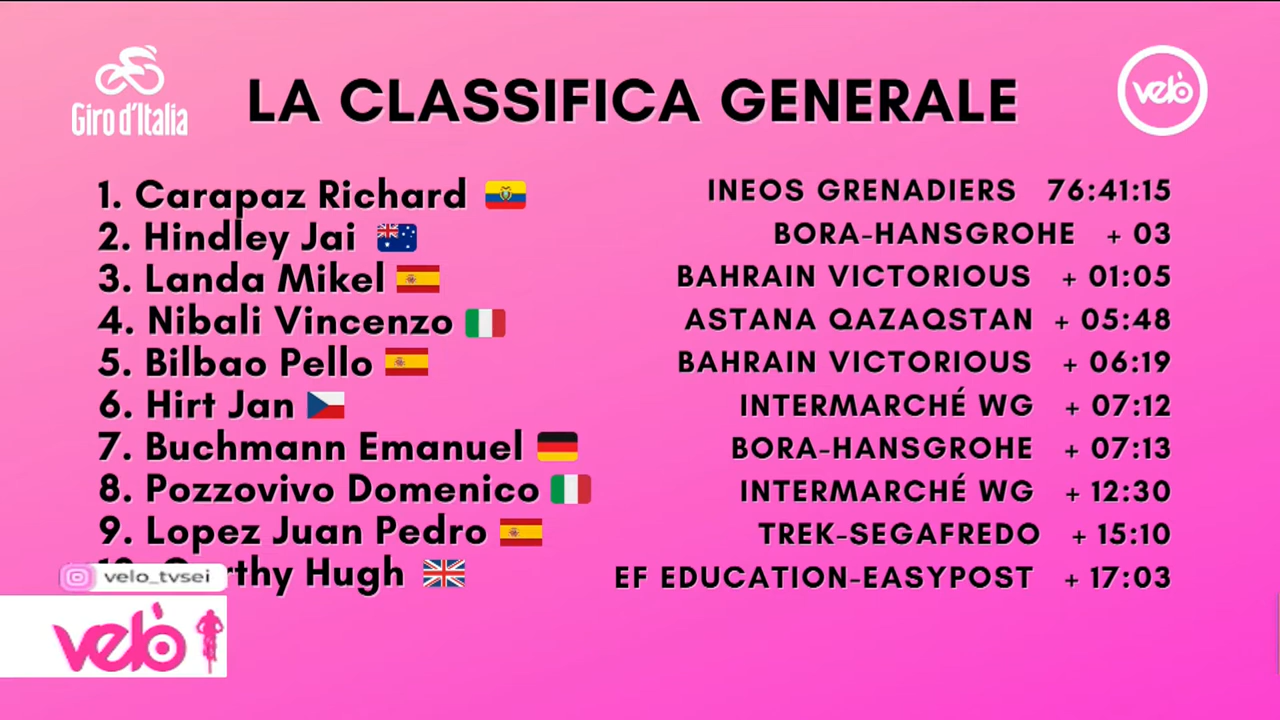 Giro d'Italia
LA CLASSIFICA GENERALE
velò
1. Carapaz Richard INEOS GRENADIERS 76:41:15
2. Hindley Jai BORA-HANSGROHE + 03
3. Landa Mikel BAHRAIN VICTORIOUS + 01:05
4. Nibali Vincenzo ASTANA QAZAQSTAN + 05:48
5. Bilbao Pello BAHRAIN VICTORIOUS + 06:19
6. Hirt Jan INTERMARCHÉ WG + 07:12
7. Buchmann Emanuel BORA-HANSGROHE + 07:13
8. Pozzovivo Domenico INTERMARCHÉ WG + 12:30
9. Lopez Juan Pedro TREK-SEGAFREDO + 15:10
Hugh EF EDUCATION-EASYPOST + 17:03
velo_tvsei
velò